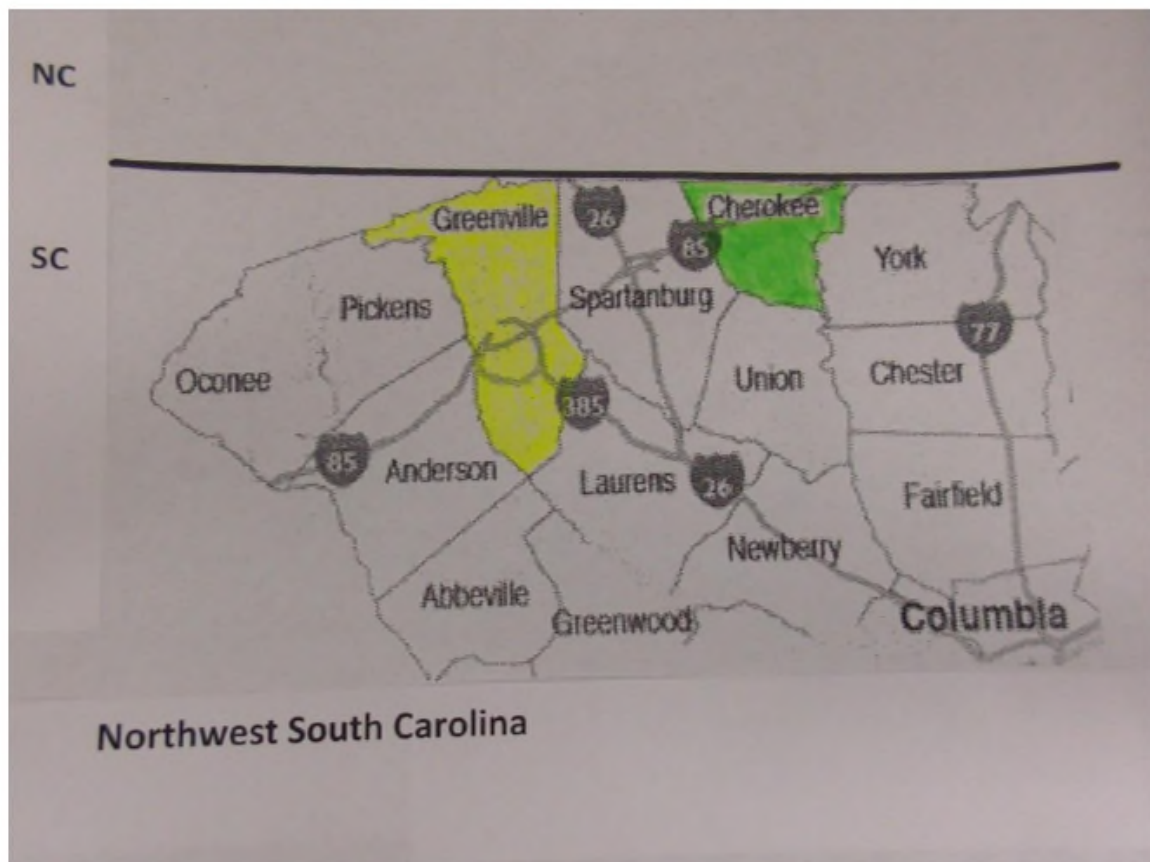 NC
SC
Greenville
26
Cherokee
85
York
Pickens
Spartanburg
77
Oconee
Union
Chester
385
85
Anderson
Laurens
26
Fairfield
Newberry
Abbeville
Greenwood
Columbia
Northwest South Carolina